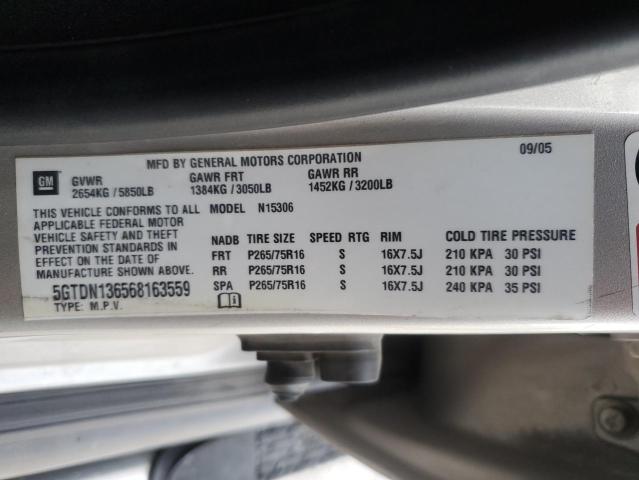 MFD BY GENERAL MOTORS CORPORATION 09/05
GM
GVWR GAWR FRT GAWR RR
2654KG / 5850LB 1384KG / 3050LB 1452KG / 3200LB
THIS VEHICLE CONFORMS TO ALL
APPLICABLE FEDERAL MOTOR
VEHICLE SAFETY AND THEFT
PREVENTION STANDARDS IN
EFFECT ON THE DATE OF
MANUFACTURE SHOWN ABOVE.
5GTDN136568163559
TYPE: M.P.V.
MODEL N15306
NADB TIRE SIZE SPEED RTG RIM COLD TIRE PRESSURE
FRT P265/75R16 S 16X7.5J 210 KPA 30 PSI
RR P265/75R16 S 16X7.5J 210 KPA 30 PSI
SPA P265/75R16 S 16X7.5J 240 KPA 35 PSI